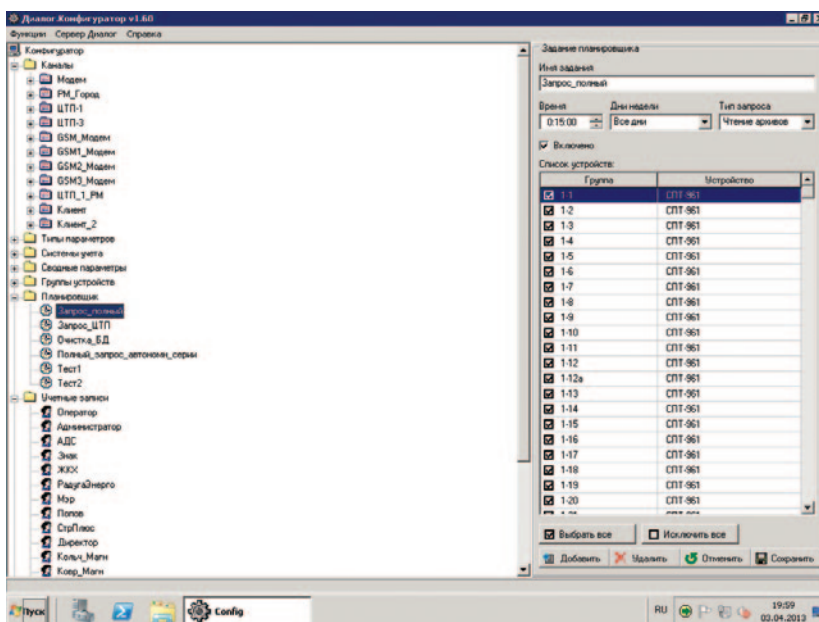 Диалог.Конфигуратор v1.60
Функции Сервер Диалог Справка
Конфигуратор
Каналы
Модем
РМ_Город
ЦТП-1
ЦТП-3
GSM_Модем
GSM1_Модем
GSM2_Модем
GSM3_Модем
ЦТП_1_РМ
Клиент
Клиент_2
Типы параметров
Системы учета
Сводные параметры
Группы устройств
Планировщик
Запрос_полный
Запрос_ЦТП
Очистка_БД
Полный_запрос_автономн_серии
Тест1
Тест2
Учетные записи
Оператор
Администратор
АДС
Знак
ЖКХ
РадугаЭнерго
Мэр
Попов
СтрПлюс
Директор
Кольч_Магн
Ковр_Магн
Задание планировщика
Имя задания
Запрос_полный
Время Дни недели Тип запроса
0:15:00 Все дни Чтение архивов
Включено
Список устройств:
Группа Устройство
1-1 СПТ-961
1-2 СПТ-961
1-3 СПТ-961
1-4 СПТ-961
1-5 СПТ-961
1-6 СПТ-961
1-7 СПТ-961
1-8 СПТ-961
1-9 СПТ-961
1-10 СПТ-961
1-11 СПТ-961
1-12 СПТ-961
1-12а СПТ-961
1-13 СПТ-961
1-14 СПТ-961
1-15 СПТ-961
1-16 СПТ-961
1-17 СПТ-961
1-18 СПТ-961
1-19 СПТ-961
1-20 СПТ-961
Выбрать все Исключить все
Добавить Удалить Отменить Сохранить
Пуск Config RU 19:59
03.04.2013